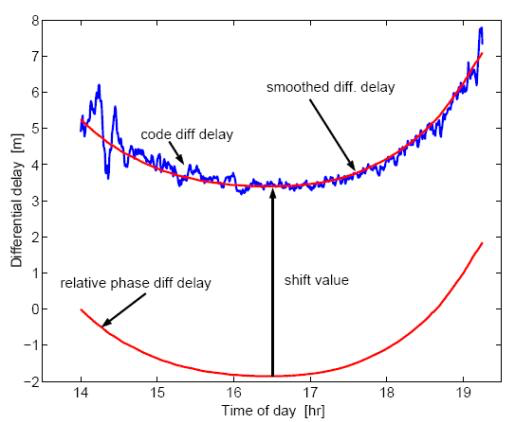 8
7
6
5
4
3
2
1
0
−1
−2
Differential delay [m]
smoothed diff. delay
code diff delay
relative phase diff delay
shift value
14 15 16 17 18 19
Time of day [hr]